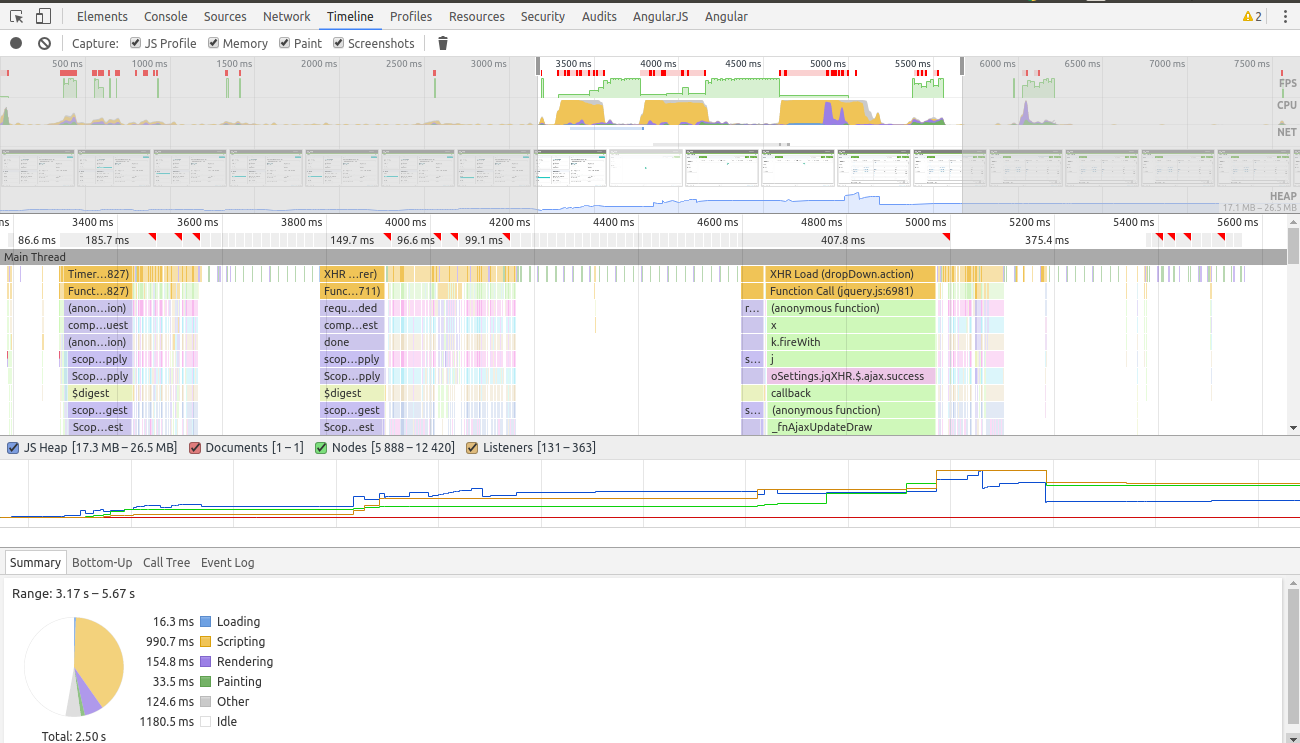 Elements Console Sources Network Timeline Profiles Resources Security Audits AngularJS Angular 2
Capture: JS Profile Memory Paint Screenshots
500 ms 1000 ms 1500 ms 2000 ms 2500 ms 3000 ms 3500 ms 4000 ms 4500 ms 5000 ms 5500 ms 6000 ms 6500 ms 7000 ms 7500 ms
FPS
CPU
NET
HEAP
17.1 MB – 26.5 MB
ms 3400 ms 3600 ms 3800 ms 4000 ms 4200 ms 4400 ms 4600 ms 4800 ms 5000 ms 5200 ms 5400 ms 5600 ms
86.6 ms 185.7 ms 149.7 ms 96.6 ms 99.1 ms 407.8 ms 375.4 ms
Main Thread
Timer…827) XHR …rer) XHR Load (dropDown.action)
Funct…827) Func…711) Function Call (jquery.js:6981)
(anon…ion) requ…ded r… (anonymous function)
comp…uest comp…est x
(anon…ion) done k.fireWith
scop…pply scop…pply s… j
Scop…pply Scop…pply oSettings.jqXHR.$.ajax.success
$digest $digest callback
scop…gest scop…gest s… (anonymous function)
Scop…est Scop…est _fnAjaxUpdateDraw
JS Heap [17.3 MB – 26.5 MB] Documents [1 – 1] Nodes [5 888 – 12 420] Listeners [131 – 363]
Summary Bottom-Up Call Tree Event Log
Range: 3.17 s – 5.67 s
16.3 ms Loading
990.7 ms Scripting
154.8 ms Rendering
33.5 ms Painting
124.6 ms Other
1180.5 ms Idle
Total: 2.50 s